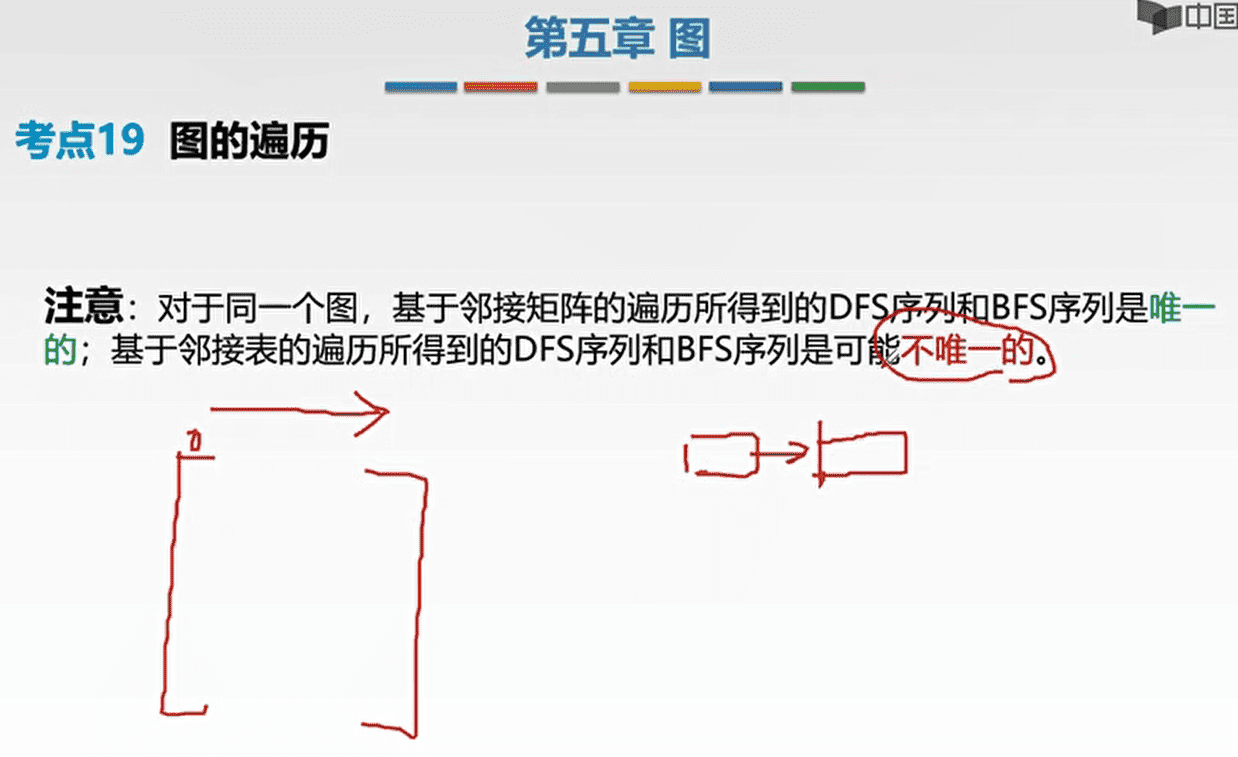 中国
第五章 图
考点19 图的遍历
注意：对于同一个图，基于邻接矩阵的遍历所得到的DFS序列和BFS序列是唯一
的；基于邻接表的遍历所得到的DFS序列和BFS序列是可能不唯一的。